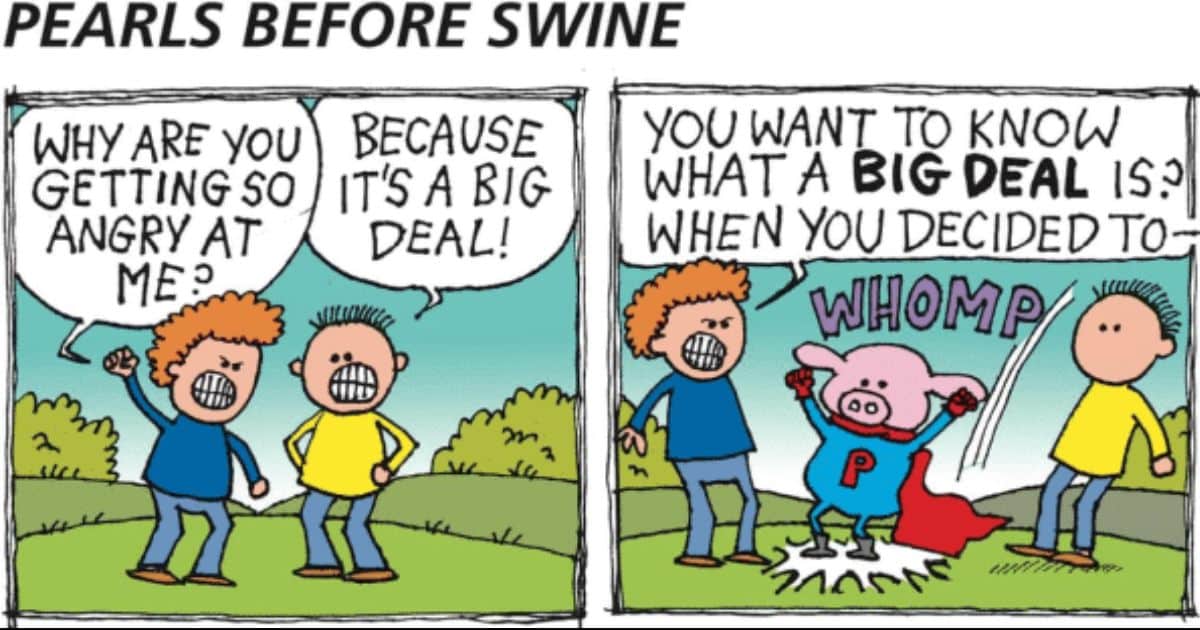 PEARLS BEFORE SWINE
WHY ARE YOU
GETTING SO
ANGRY AT
ME?
BECAUSE
IT'S A BIG
DEAL!
YOU WANT TO KNOW
WHAT A BIG DEAL IS?
WHEN YOU DECIDED TO-
WHOMP
P